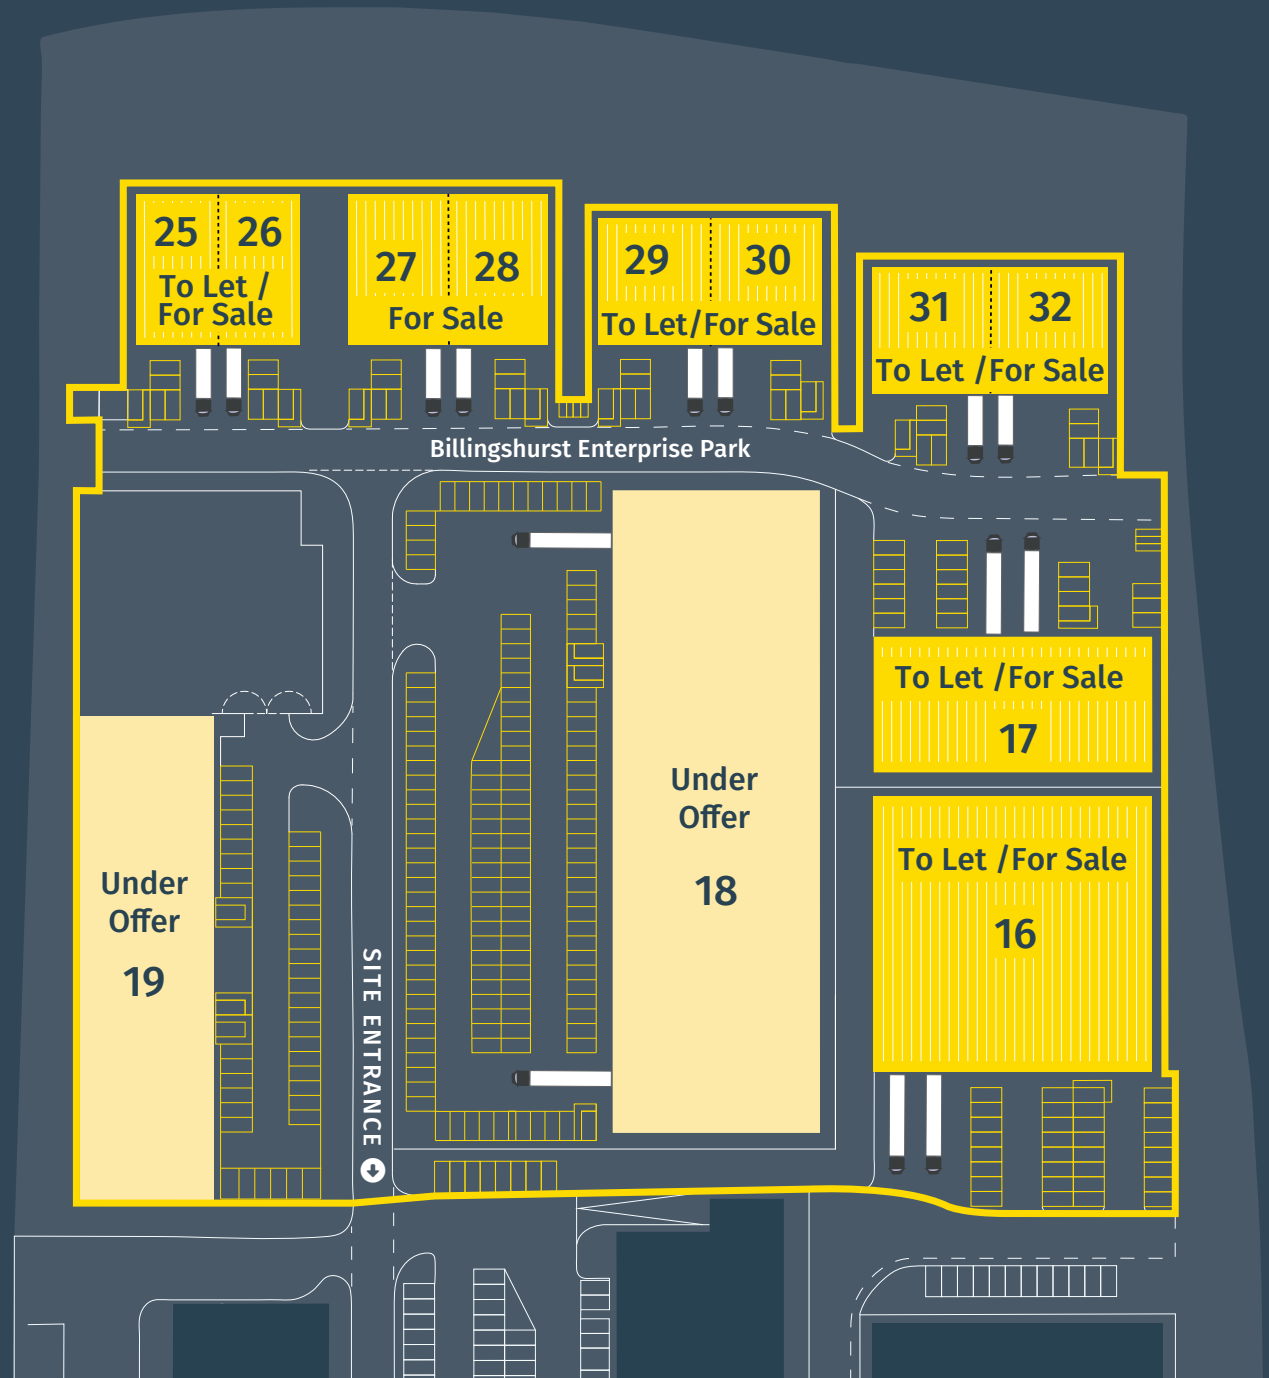 25 26
To Let /
For Sale
27 28
For Sale
29 30
To Let/For Sale
31 32
To Let /For Sale
Billingshurst Enterprise Park
To Let /For Sale
17
Under
Offer
18
To Let /For Sale
16
Under
Offer
19
SITE ENTRANCE